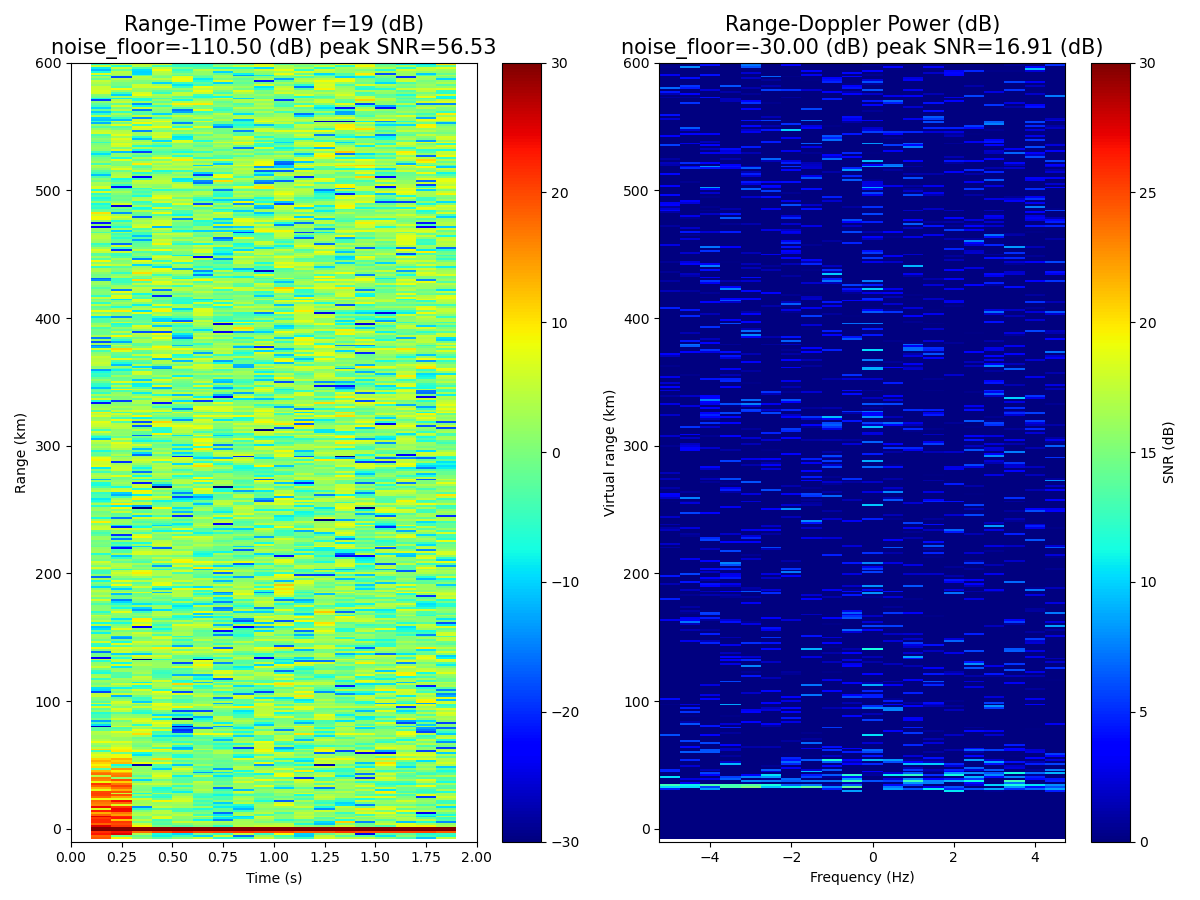 Range-Time Power f=19 (dB)
noise_floor=-110.50 (dB) peak SNR=56.53
Range-Doppler Power (dB)
noise_floor=-30.00 (dB) peak SNR=16.91 (dB)
600
500
400
300
200
100
0
Range (km)
0.00 0.25 0.50 0.75 1.00 1.25 1.50 1.75 2.00
Time (s)
30
20
10
0
−10
−20
−30
600
500
400
300
200
100
0
Virtual range (km)
−4 −2 0 2 4
Frequency (Hz)
30
25
20
15
10
5
0
SNR (dB)